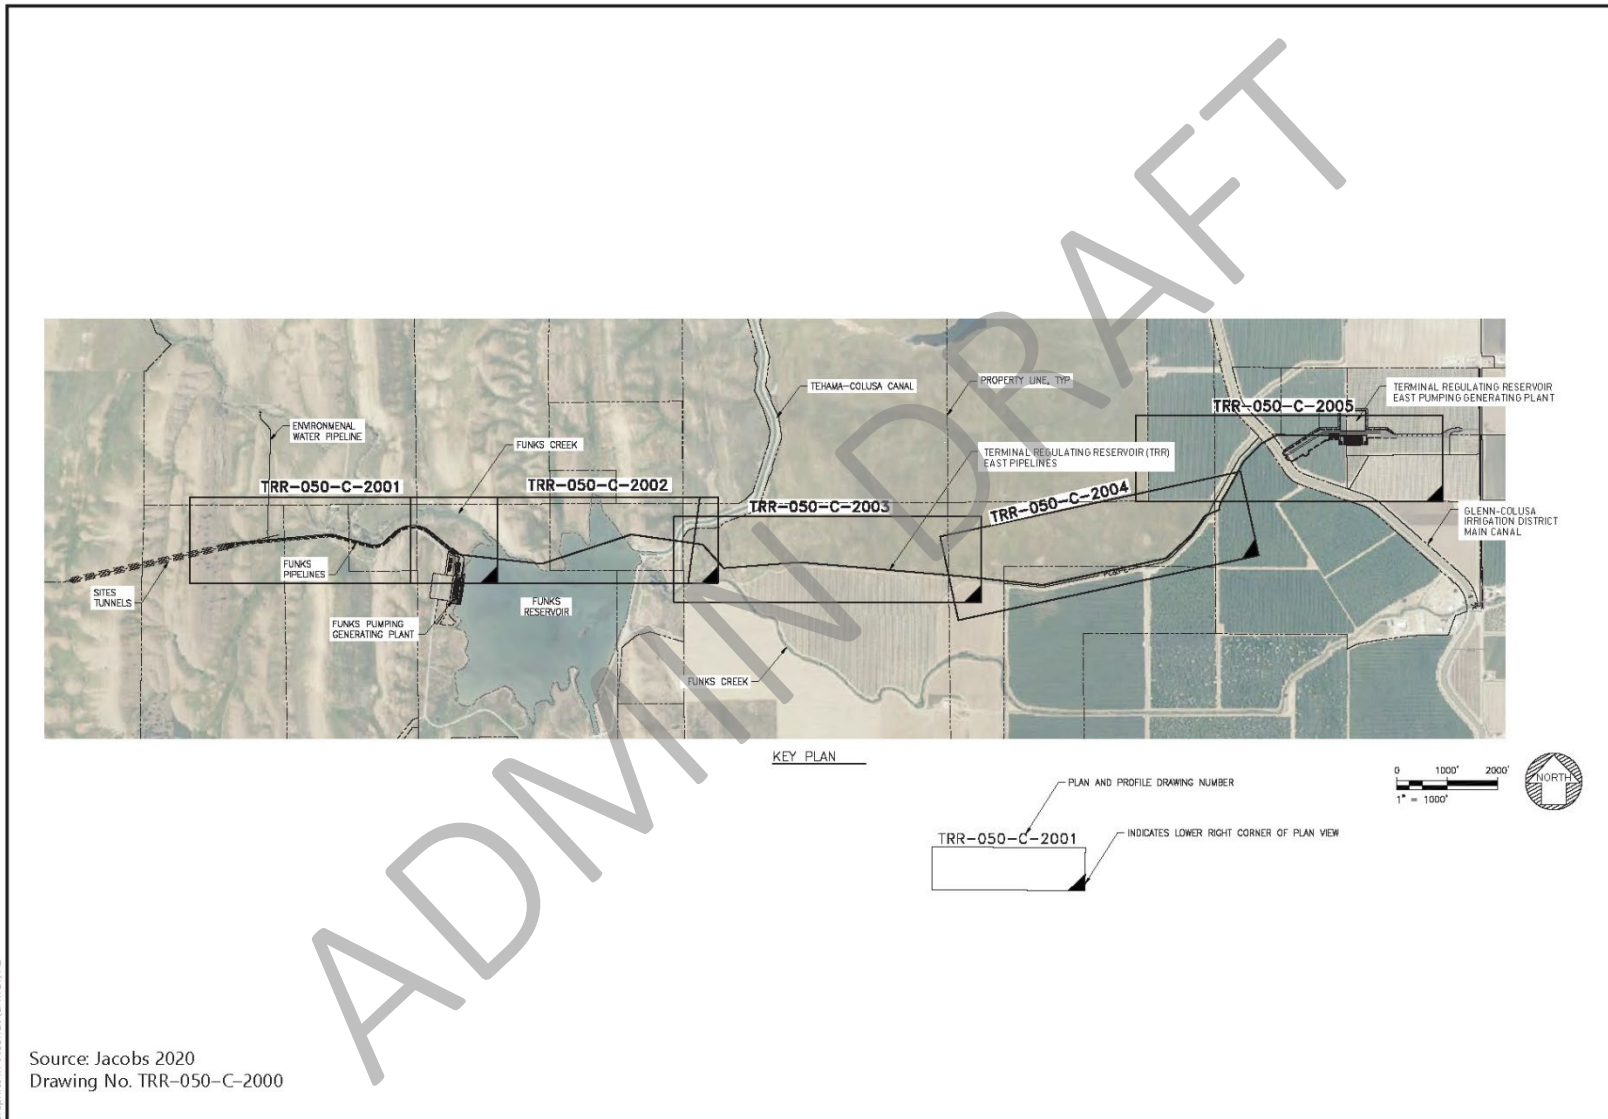 TEHAMA-COLUSA CANAL
PROPERTY LINE, TYP
TERMINAL REGULATING RESERVOIR
EAST PUMPING GENERATING PLANT
TRR-050-C-2005
ENVIRONMENAL
WATER PIPELINE
FUNKS CREEK
TERMINAL REGULATING RESERVOIR (TRR)
EAST PIPELINES
TRR-050-C-2001
TRR-050-C-2002
TRR-050-C-2003
TRR-050-C-2004
GLENN-COLUSA
IRRIGATION DISTRICT
MAIN CANAL
FUNKS
PIPELINES
SITES
TUNNELS
FUNKS
RESERVOIR
FUNKS PUMPING
GENERATING PLANT
FUNKS CREEK
KEY PLAN
0 1000' 2000'
1" = 1000'
NORTH
PLAN AND PROFILE DRAWING NUMBER
TRR-050-C-2001
INDICATES LOWER RIGHT CORNER OF PLAN VIEW
ADMIN DRAFT
Source: Jacobs 2020
Drawing No. TRR-050-C-2000